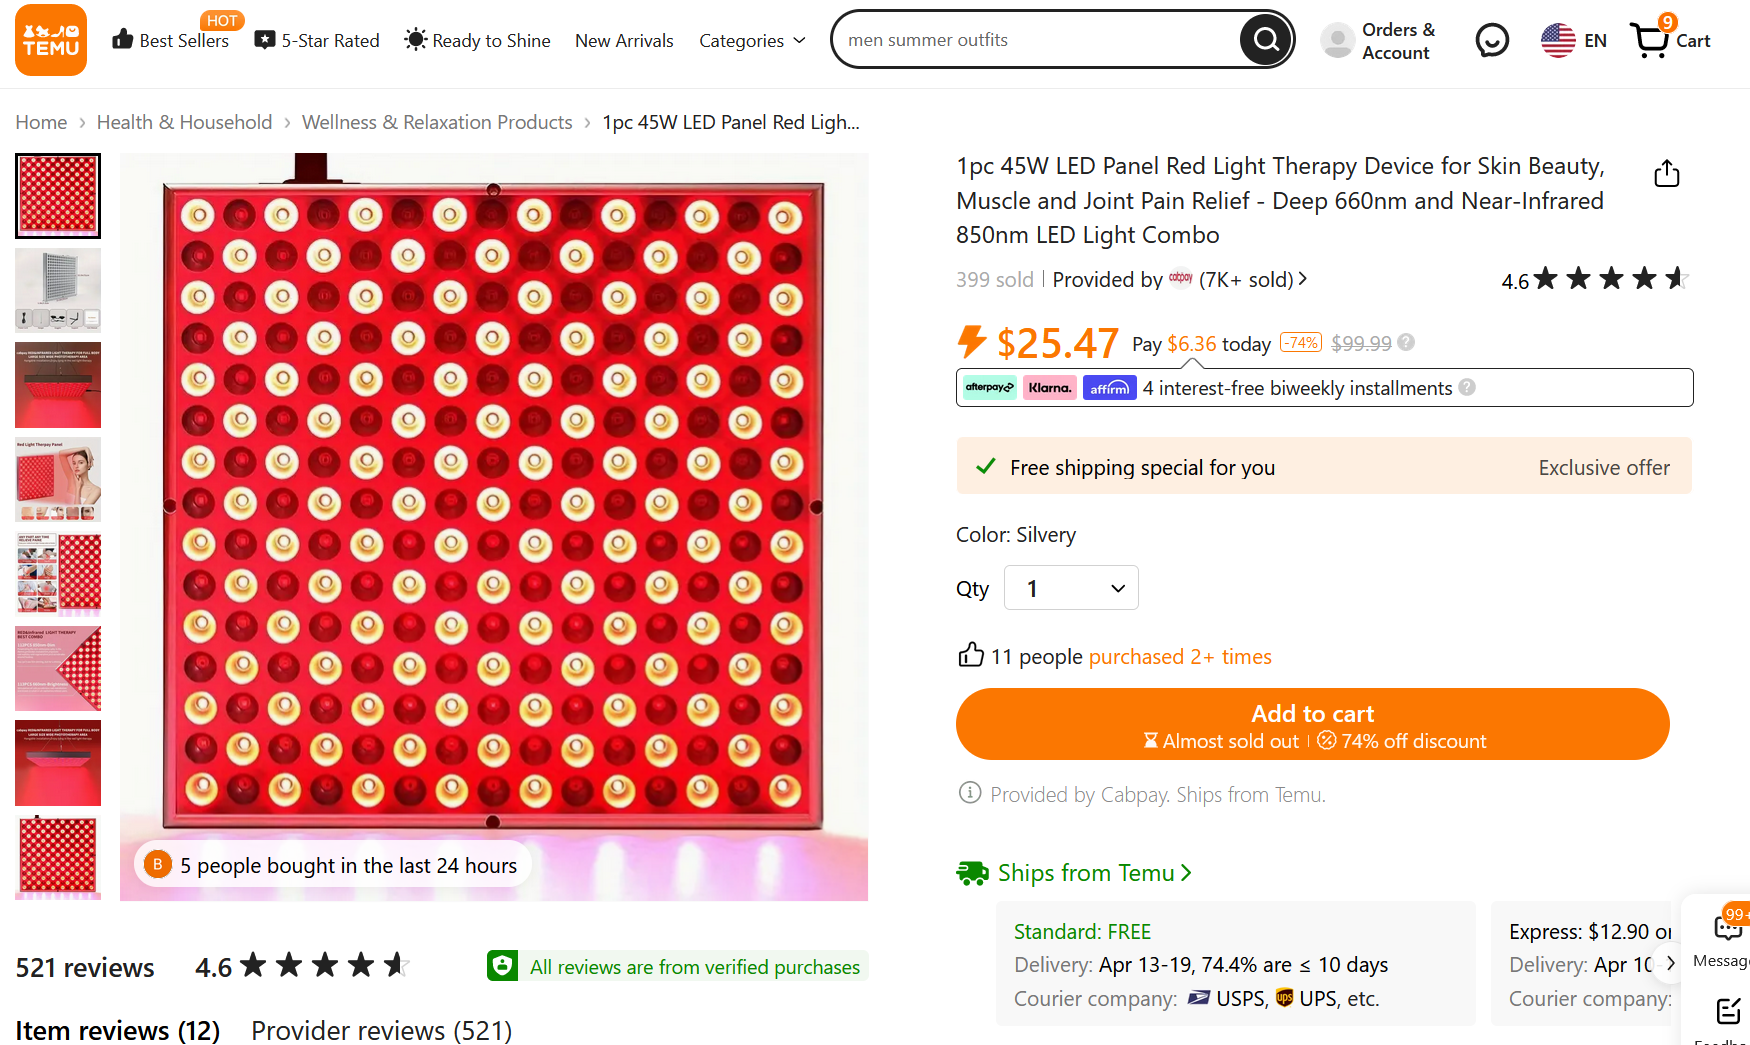 TEMU
Best Sellers
HOT
5-Star Rated
Ready to Shine
New Arrivals
Categories
men summer outfits
Orders &
Account
EN
9
Cart
Home › Health & Household › Wellness & Relaxation Products › 1pc 45W LED Panel Red Ligh...
1pc 45W LED Panel Red Light Therapy Device for Skin Beauty,
Muscle and Joint Pain Relief - Deep 660nm and Near-Infrared
850nm LED Light Combo
399 sold | Provided by cabpay (7K+ sold)
4.6
$25.47 Pay $6.36 today -74% $99.99 ?
afterpay Klarna. affirm 4 interest-free biweekly installments ?
Free shipping special for you Exclusive offer
Color: Silvery
Qty 1
11 people purchased 2+ times
Add to cart
Almost sold out | 74% off discount
Provided by Cabpay. Ships from Temu.
B 5 people bought in the last 24 hours
Ships from Temu
Standard: FREE
Delivery: Apr 13-19, 74.4% are ≤ 10 days
Courier company: USPS, UPS, etc.
Express: $12.90 or
Delivery: Apr 10-
Courier company:
99+
Messag
521 reviews 4.6
All reviews are from verified purchases
Item reviews (12) Provider reviews (521)